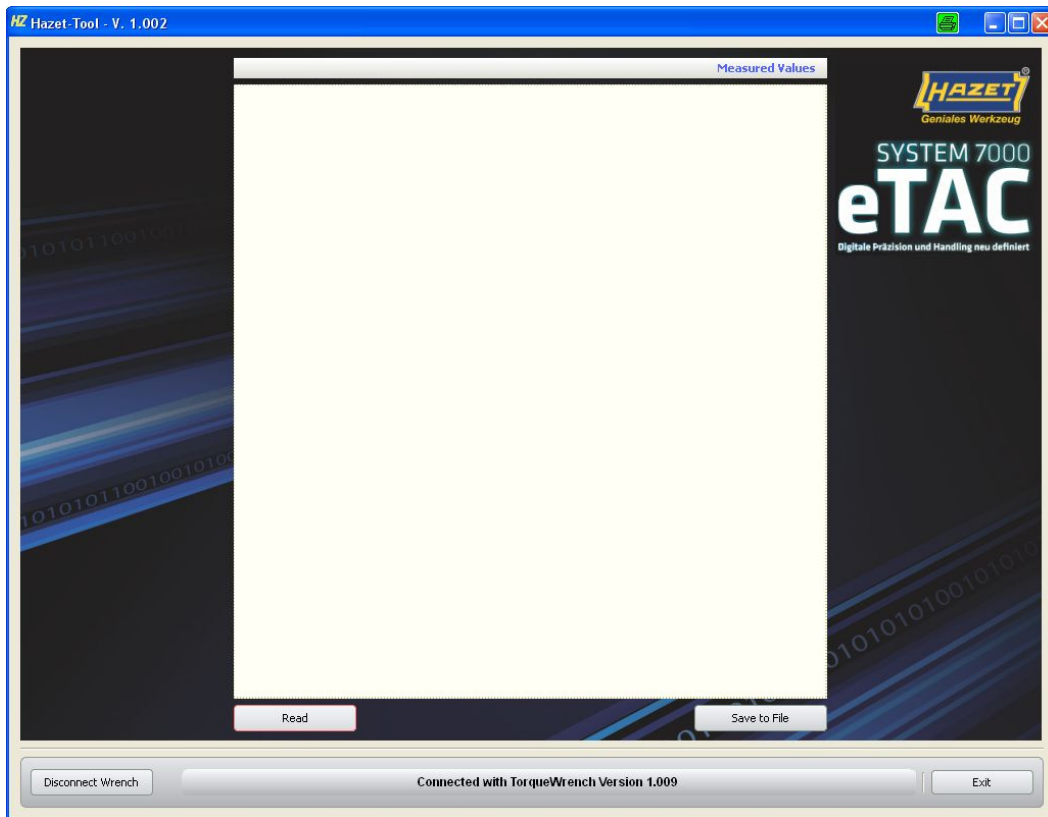 HZ Hazet-Tool - V. 1.002
Measured Values
HAZET®
Geniales Werkzeug
SYSTEM 7000
eTAC
Digitale Präzision und Handling neu definiert
Read
Save to File
Disconnect Wrench
Connected with TorqueWrench Version 1.009
Exit